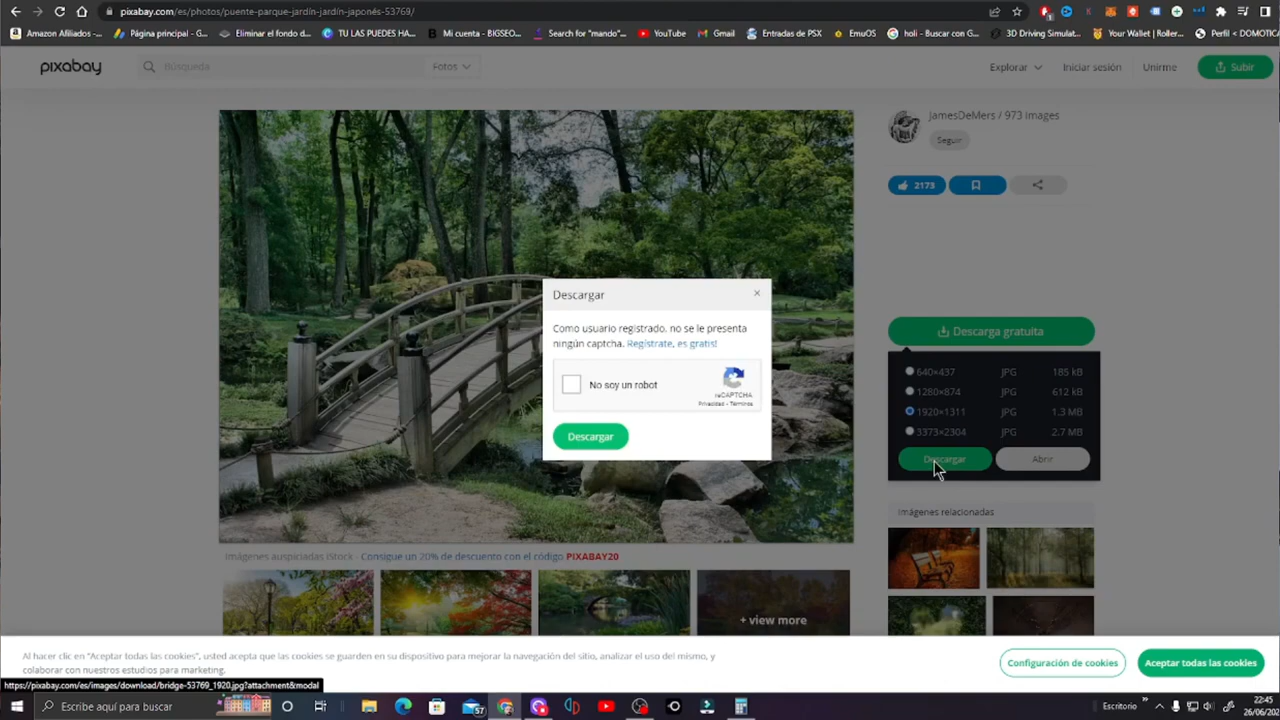 pixabay.com/es/photos/puente-parque-jardín-jardín-japonés-53769/
Amazon Afiliados -...
Página principal - G...
Eliminar el fondo d...
TU LAS PUEDES HA...
Mi cuenta - BIGSEO...
Search for "mando"...
YouTube
Gmail
Entradas de PSX
EmuOS
holi - Buscar con G...
3D Driving Simulat...
Your Wallet | Roller...
Perfil < DOMOTICA
pixabay
Búsqueda
Fotos
Explorar
Iniciar sesión
Unirme
Subir
JamesDeMers / 973 images
Seguir
2173
Descarga gratuita
640×437 JPG 185 kB
1280×874 JPG 612 kB
1920×1311 JPG 1.3 MB
3373×2304 JPG 2.7 MB
Descargar
Abrir
Descargar
×
Como usuario registrado, no se le presenta
ningún captcha. Regístrate, es gratis!
No soy un robot
reCAPTCHA
Privacidad - Términos
Descargar
Imágenes relacionadas
Imágenes auspiciadas iStock - Consigue un 20% de descuento con el código PIXABAY20
+ view more
Al hacer clic en "Aceptar todas las cookies", usted acepta que las cookies se guarden en su dispositivo para mejorar la navegación del sitio, analizar el uso del mismo, y
colaborar con nuestros estudios para marketing.
Configuración de cookies
Aceptar todas las cookies
https://pixabay.com/es/images/download/bridge-53769_1920.jpg?attachment&modal
Escribe aquí para buscar
57
Escritorio
22:45
26/06/202